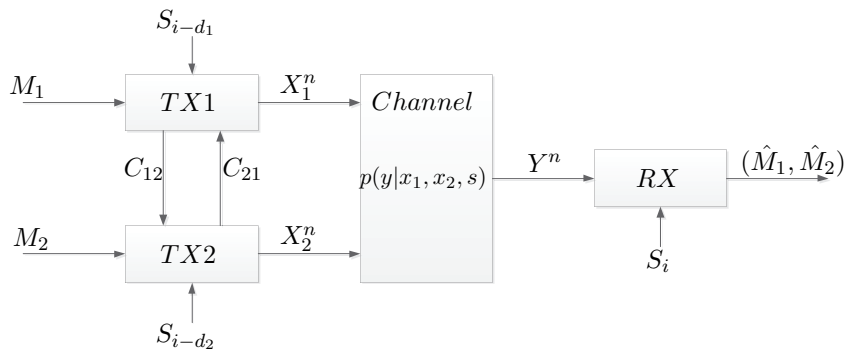 S_{i-d_1}
M_1
TX1
X_1^n
Channel
C_{12}
C_{21}
p(y|x_1, x_2, s)
Y^n
RX
(\hat{M}_1, \hat{M}_2)
M_2
TX2
X_2^n
S_i
S_{i-d_2}